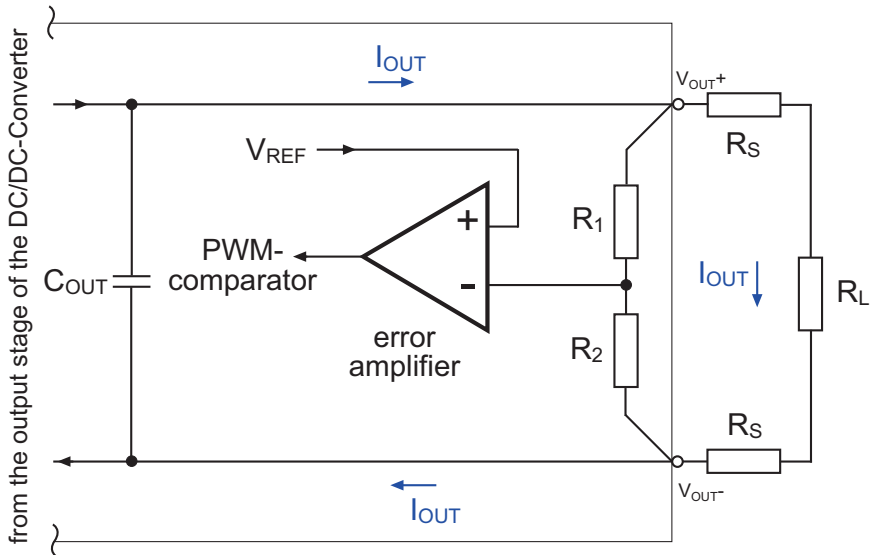 from the output stage of the DC/DC-Converter
IOUT
VOUT+
RS
VREF
R1
+
PWM-
comparator
COUT
-
IOUT
RL
error
amplifier
R2
RS
VOUT-
IOUT